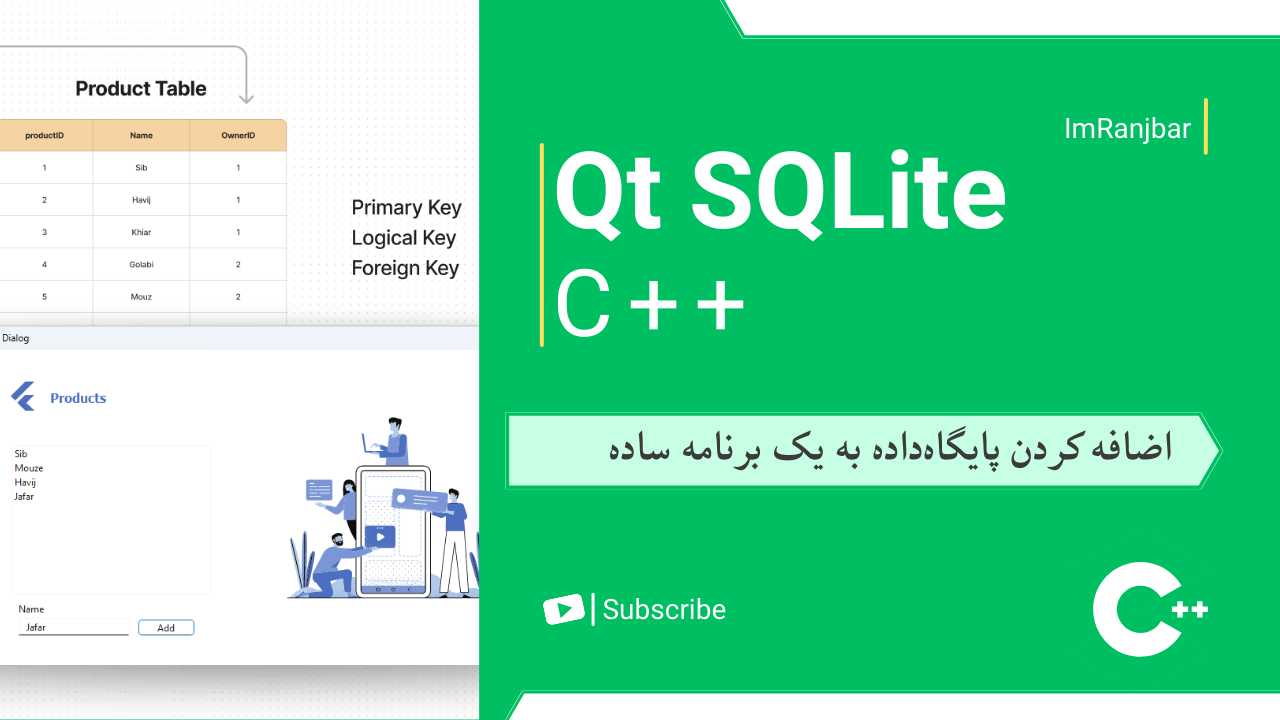 Product Table
productID Name OwnerID
1 Sib 1
2 Havij 1
3 Khiar 1
4 Golabi 2
5 Mouz 2
Primary Key
Logical Key
Foreign Key
Dialog
Products
Sib
Mouze
Havij
Jafar
Name
Jafar Add
ImRanjbar
Qt SQLite
C++
اضافه کردن پایگاه‌داده به یک برنامه ساده
Subscribe
C++